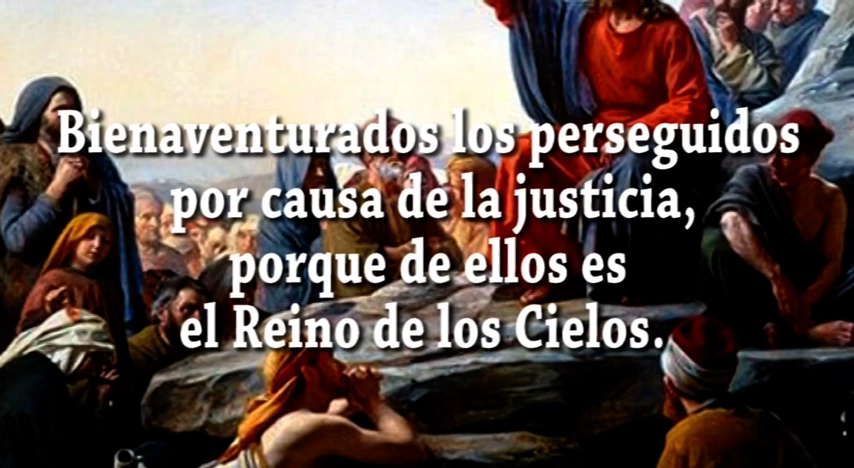 Bienaventurados los perseguidos
por causa de la justicia,
porque de ellos es
el Reino de los Cielos.